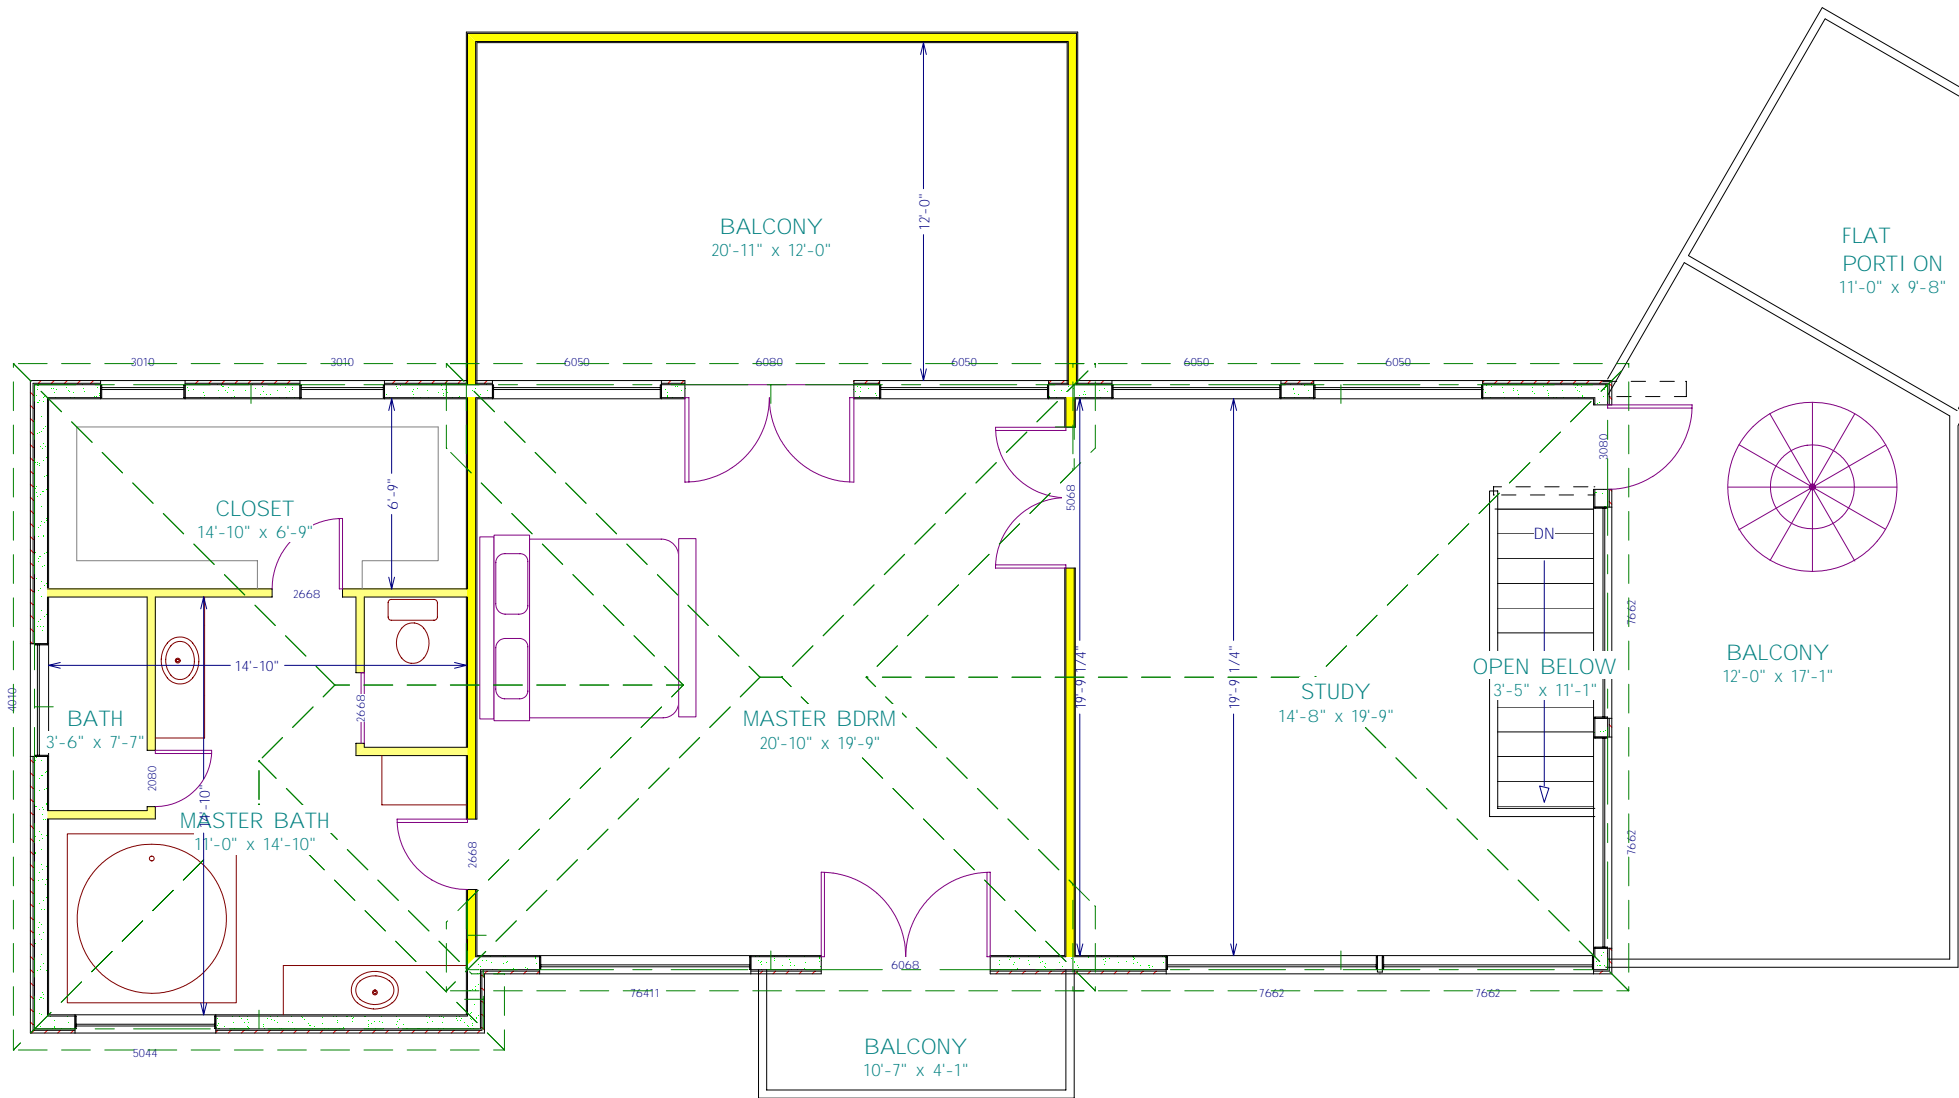 BALCONY
20'-11" x 12'-0"
12'-0"
FLAT
PORTION
11'-0" x 9'-8"
3010
3010
6050
6080
6050
6050
6050
3080
CLOSET
14'-10" x 6'-9"
6'-9"
5068
DN
2668
7662
14'-10"
2668
19'-9 1/4"
19'-9 1/4"
OPEN BELOW
3'-5" x 11'-1"
BALCONY
12'-0" x 17'-1"
4010
BATH
3'-6" x 7'-7"
MASTER BDRM
20'-10" x 19'-9"
STUDY
14'-8" x 19'-9"
2080
MASTER BATH
11'-0" x 14'-10"
2668
7662
6068
76411
7662
7662
5044
BALCONY
10'-7" x 4'-1"